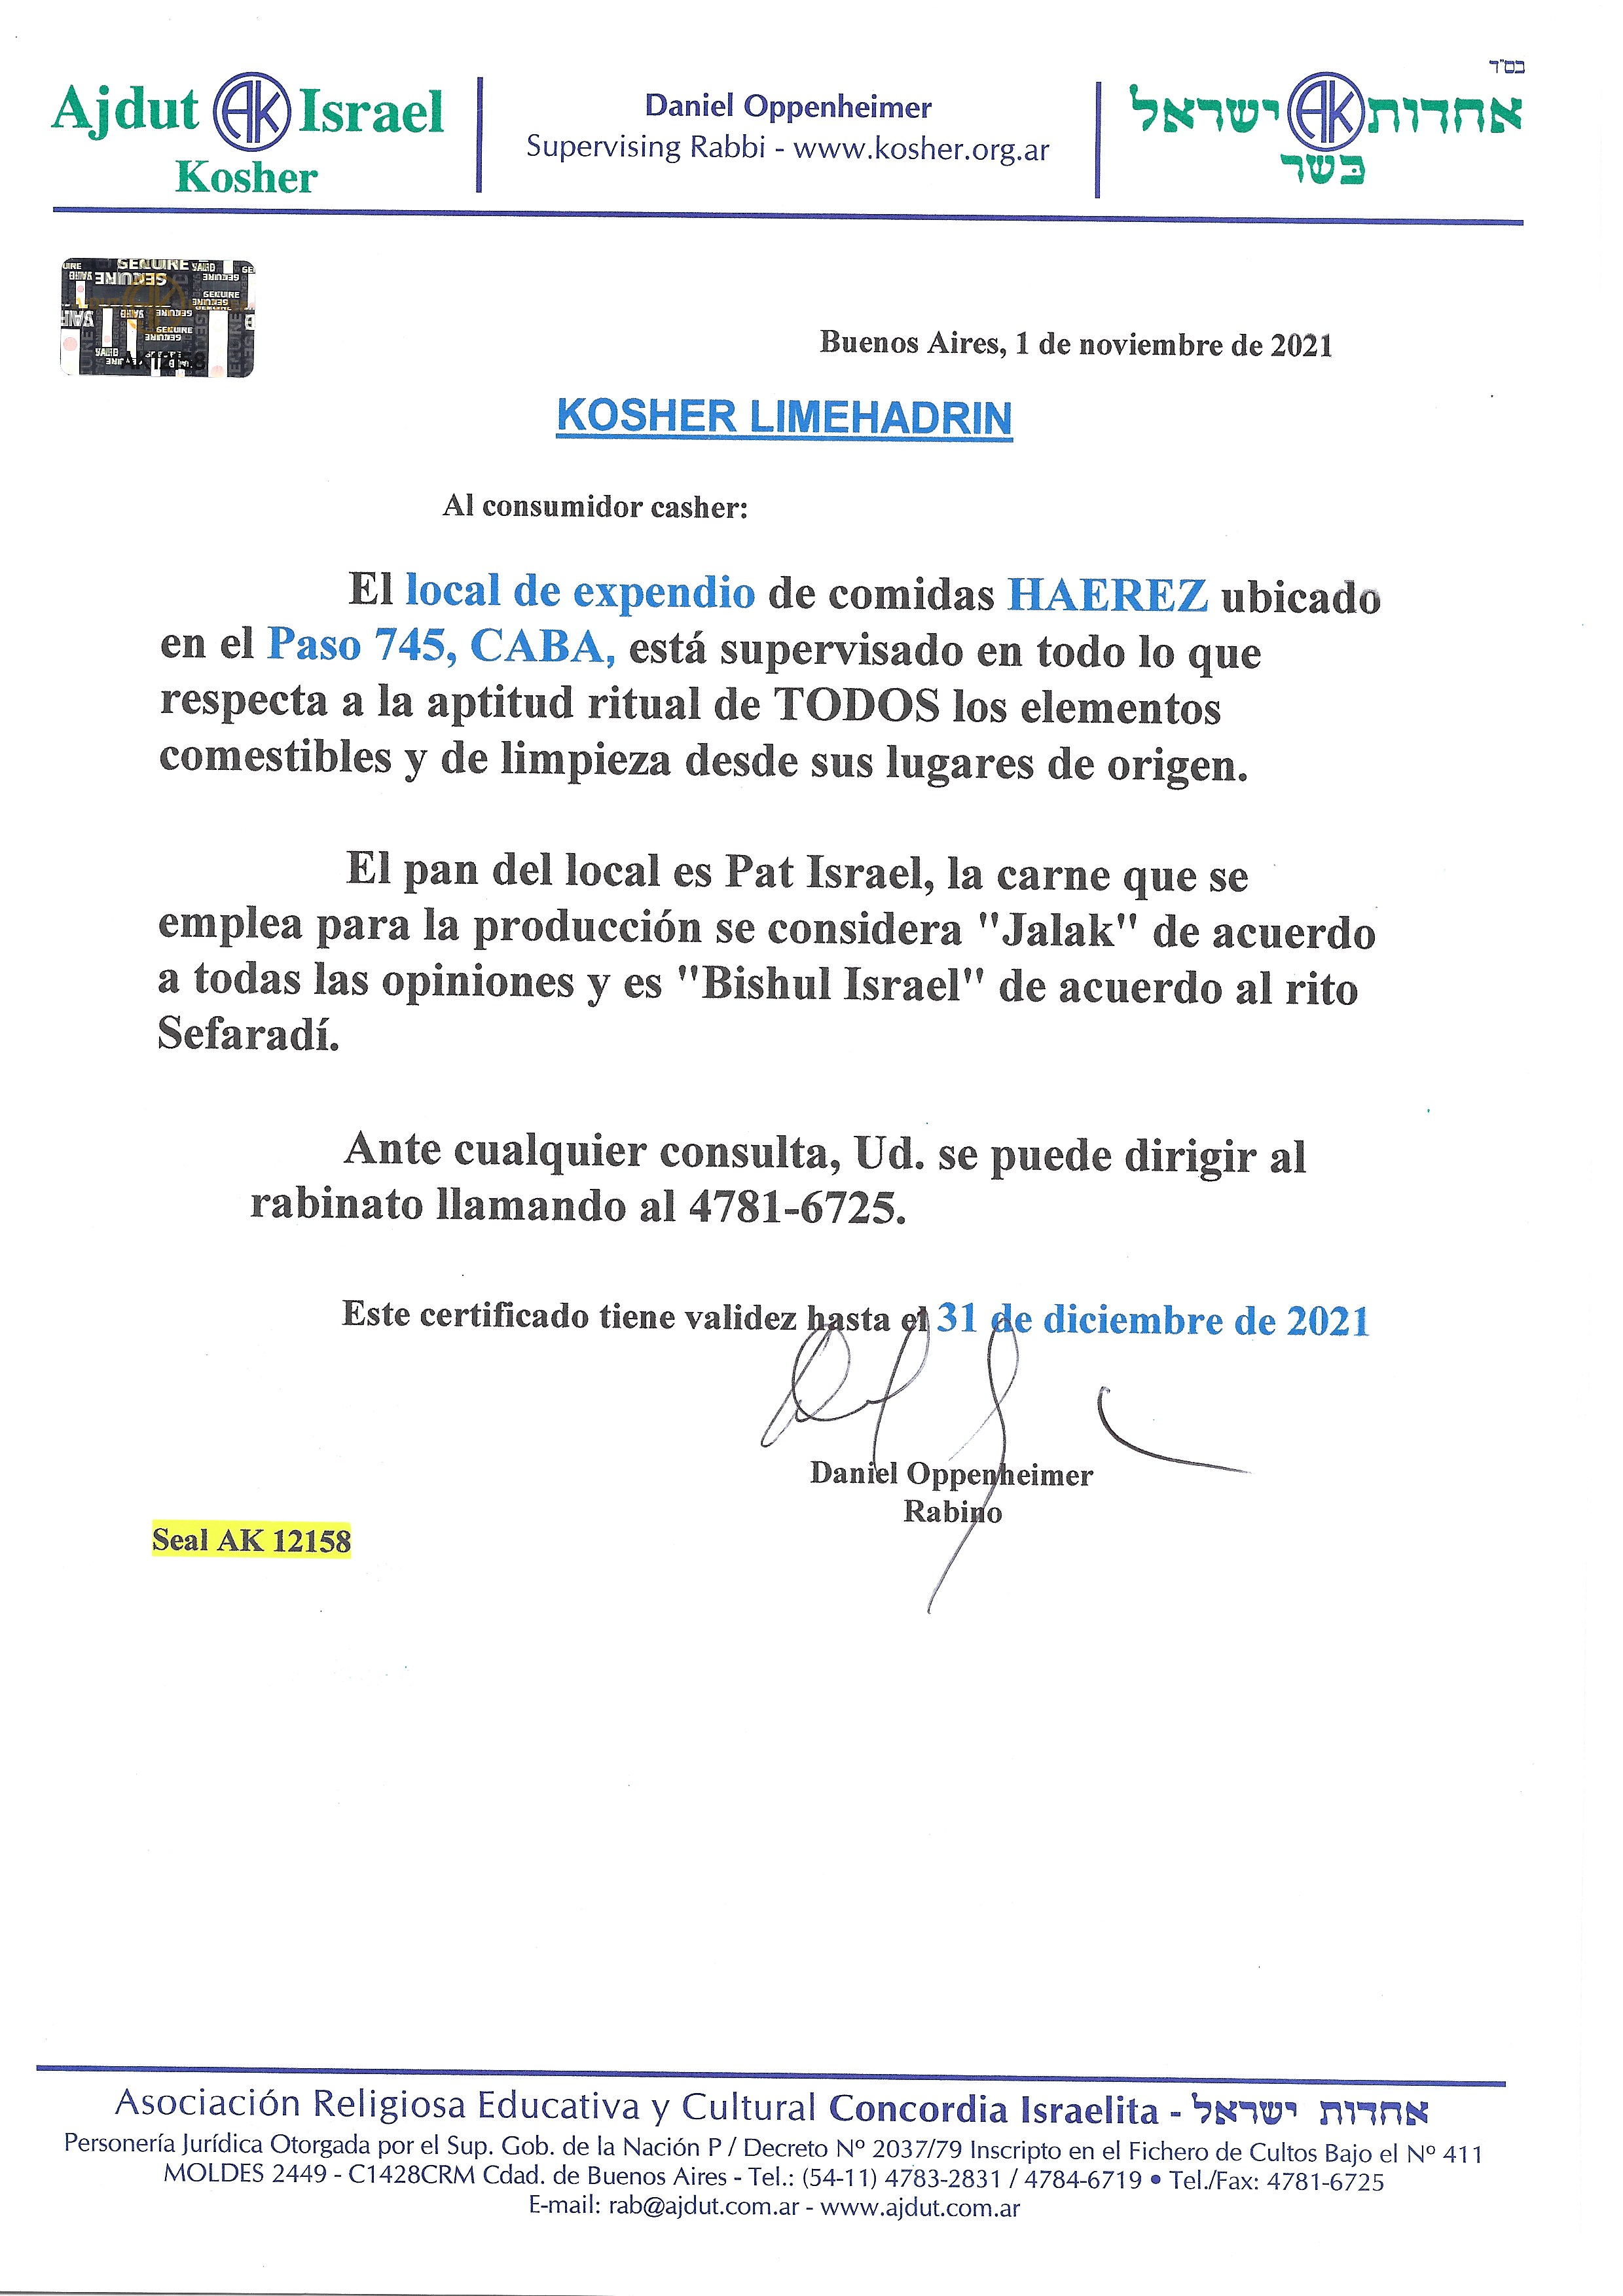 בס"ד
Ajdut AK Israel
Kosher
Daniel Oppenheimer
Supervising Rabbi - www.kosher.org.ar
אחדות AK ישראל
בשר
GENUINE
VALID
AK12158
Buenos Aires, 1 de noviembre de 2021
KOSHER LIMEHADRIN
Al consumidor casher:
El local de expendio de comidas HAEREZ ubicado
en el Paso 745, CABA, está supervisado en todo lo que
respecta a la aptitud ritual de TODOS los elementos
comestibles y de limpieza desde sus lugares de origen.
El pan del local es Pat Israel, la carne que se
emplea para la producción se considera "Jalak" de acuerdo
a todas las opiniones y es "Bishul Israel" de acuerdo al rito
Sefaradí.
Ante cualquier consulta, Ud. se puede dirigir al
rabinato llamando al 4781-6725.
Este certificado tiene validez hasta el 31 de diciembre de 2021
Daniel Oppenheimer
Rabino
Seal AK 12158
Asociación Religiosa Educativa y Cultural Concordia Israelita - אחדות ישראל
Personería Jurídica Otorgada por el Sup. Gob. de la Nación P / Decreto Nº 2037/79 Inscripto en el Fichero de Cultos Bajo el Nº 411
MOLDES 2449 - C1428CRM Cdad. de Buenos Aires - Tel.: (54-11) 4783-2831 / 4784-6719 • Tel./Fax: 4781-6725
E-mail: rab@ajdut.com.ar - www.ajdut.com.ar